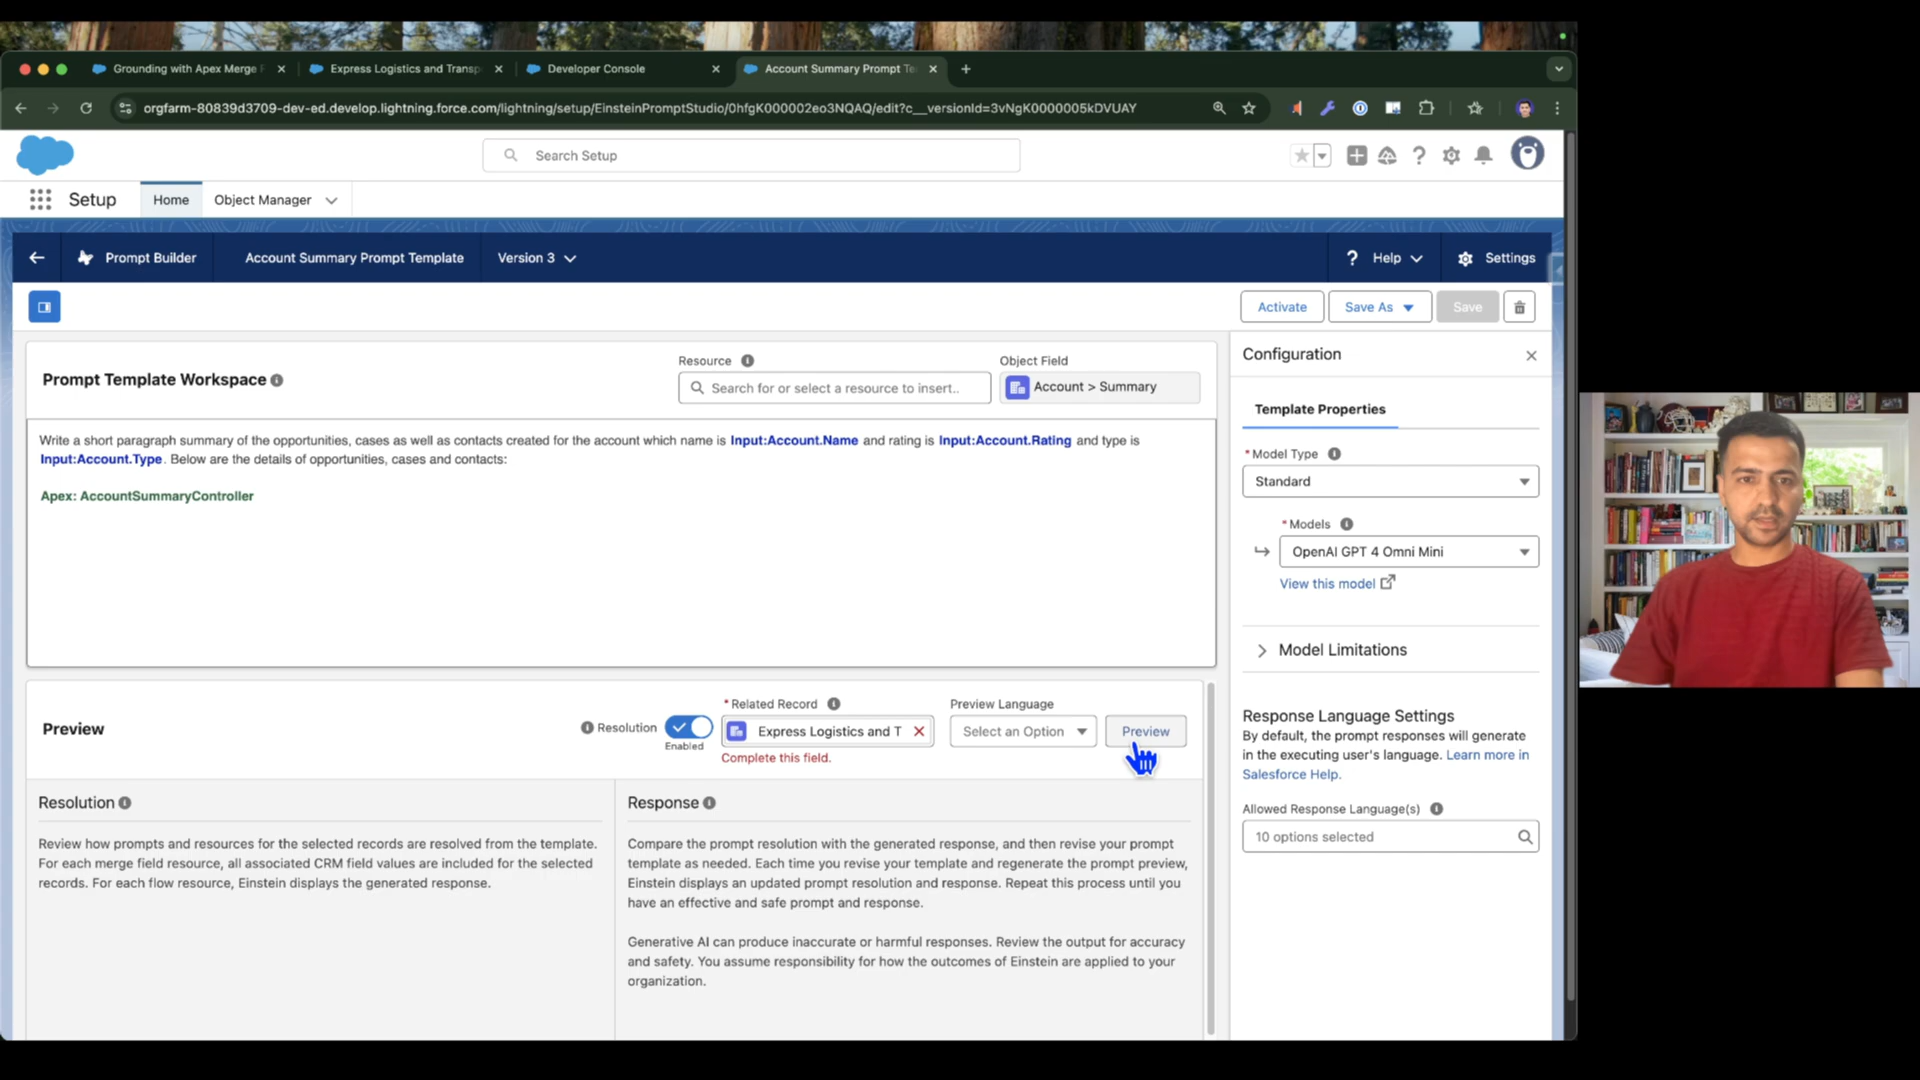 Grounding with Apex Merge F
Express Logistics and Transp
Developer Console
Account Summary Prompt Te
orgfarm-80839d3709-dev-ed.develop.lightning.force.com/lightning/setup/EinsteinPromptStudio/0hfgK000002eo3NQAQ/edit?c__versionId=3vNgK0000005kDVUAY
Search Setup
Setup
Home
Object Manager
Prompt Builder
Account Summary Prompt Template
Version 3
Help
Settings
Activate
Save As
Save
Prompt Template Workspace
Resource
Search for or select a resource to insert..
Object Field
Account > Summary
Write a short paragraph summary of the opportunities, cases as well as contacts created for the account which name is Input:Account.Name and rating is Input:Account.Rating and type is
Input:Account.Type. Below are the details of opportunities, cases and contacts:
Apex: AccountSummaryController
Preview
Resolution
Enabled
* Related Record
Express Logistics and T
Complete this field.
Preview Language
Select an Option
Preview
Resolution
Review how prompts and resources for the selected records are resolved from the template.
For each merge field resource, all associated CRM field values are included for the selected
records. For each flow resource, Einstein displays the generated response.
Response
Compare the prompt resolution with the generated response, and then revise your prompt
template as needed. Each time you revise your template and regenerate the prompt preview,
Einstein displays an updated prompt resolution and response. Repeat this process until you
have an effective and safe prompt and response.
Generative AI can produce inaccurate or harmful responses. Review the output for accuracy
and safety. You assume responsibility for how the outcomes of Einstein are applied to your
organization.
Configuration
Template Properties
* Model Type
Standard
* Models
OpenAI GPT 4 Omni Mini
View this model
Model Limitations
Response Language Settings
By default, the prompt responses will generate
in the executing user's language. Learn more in
Salesforce Help.
Allowed Response Language(s)
10 options selected